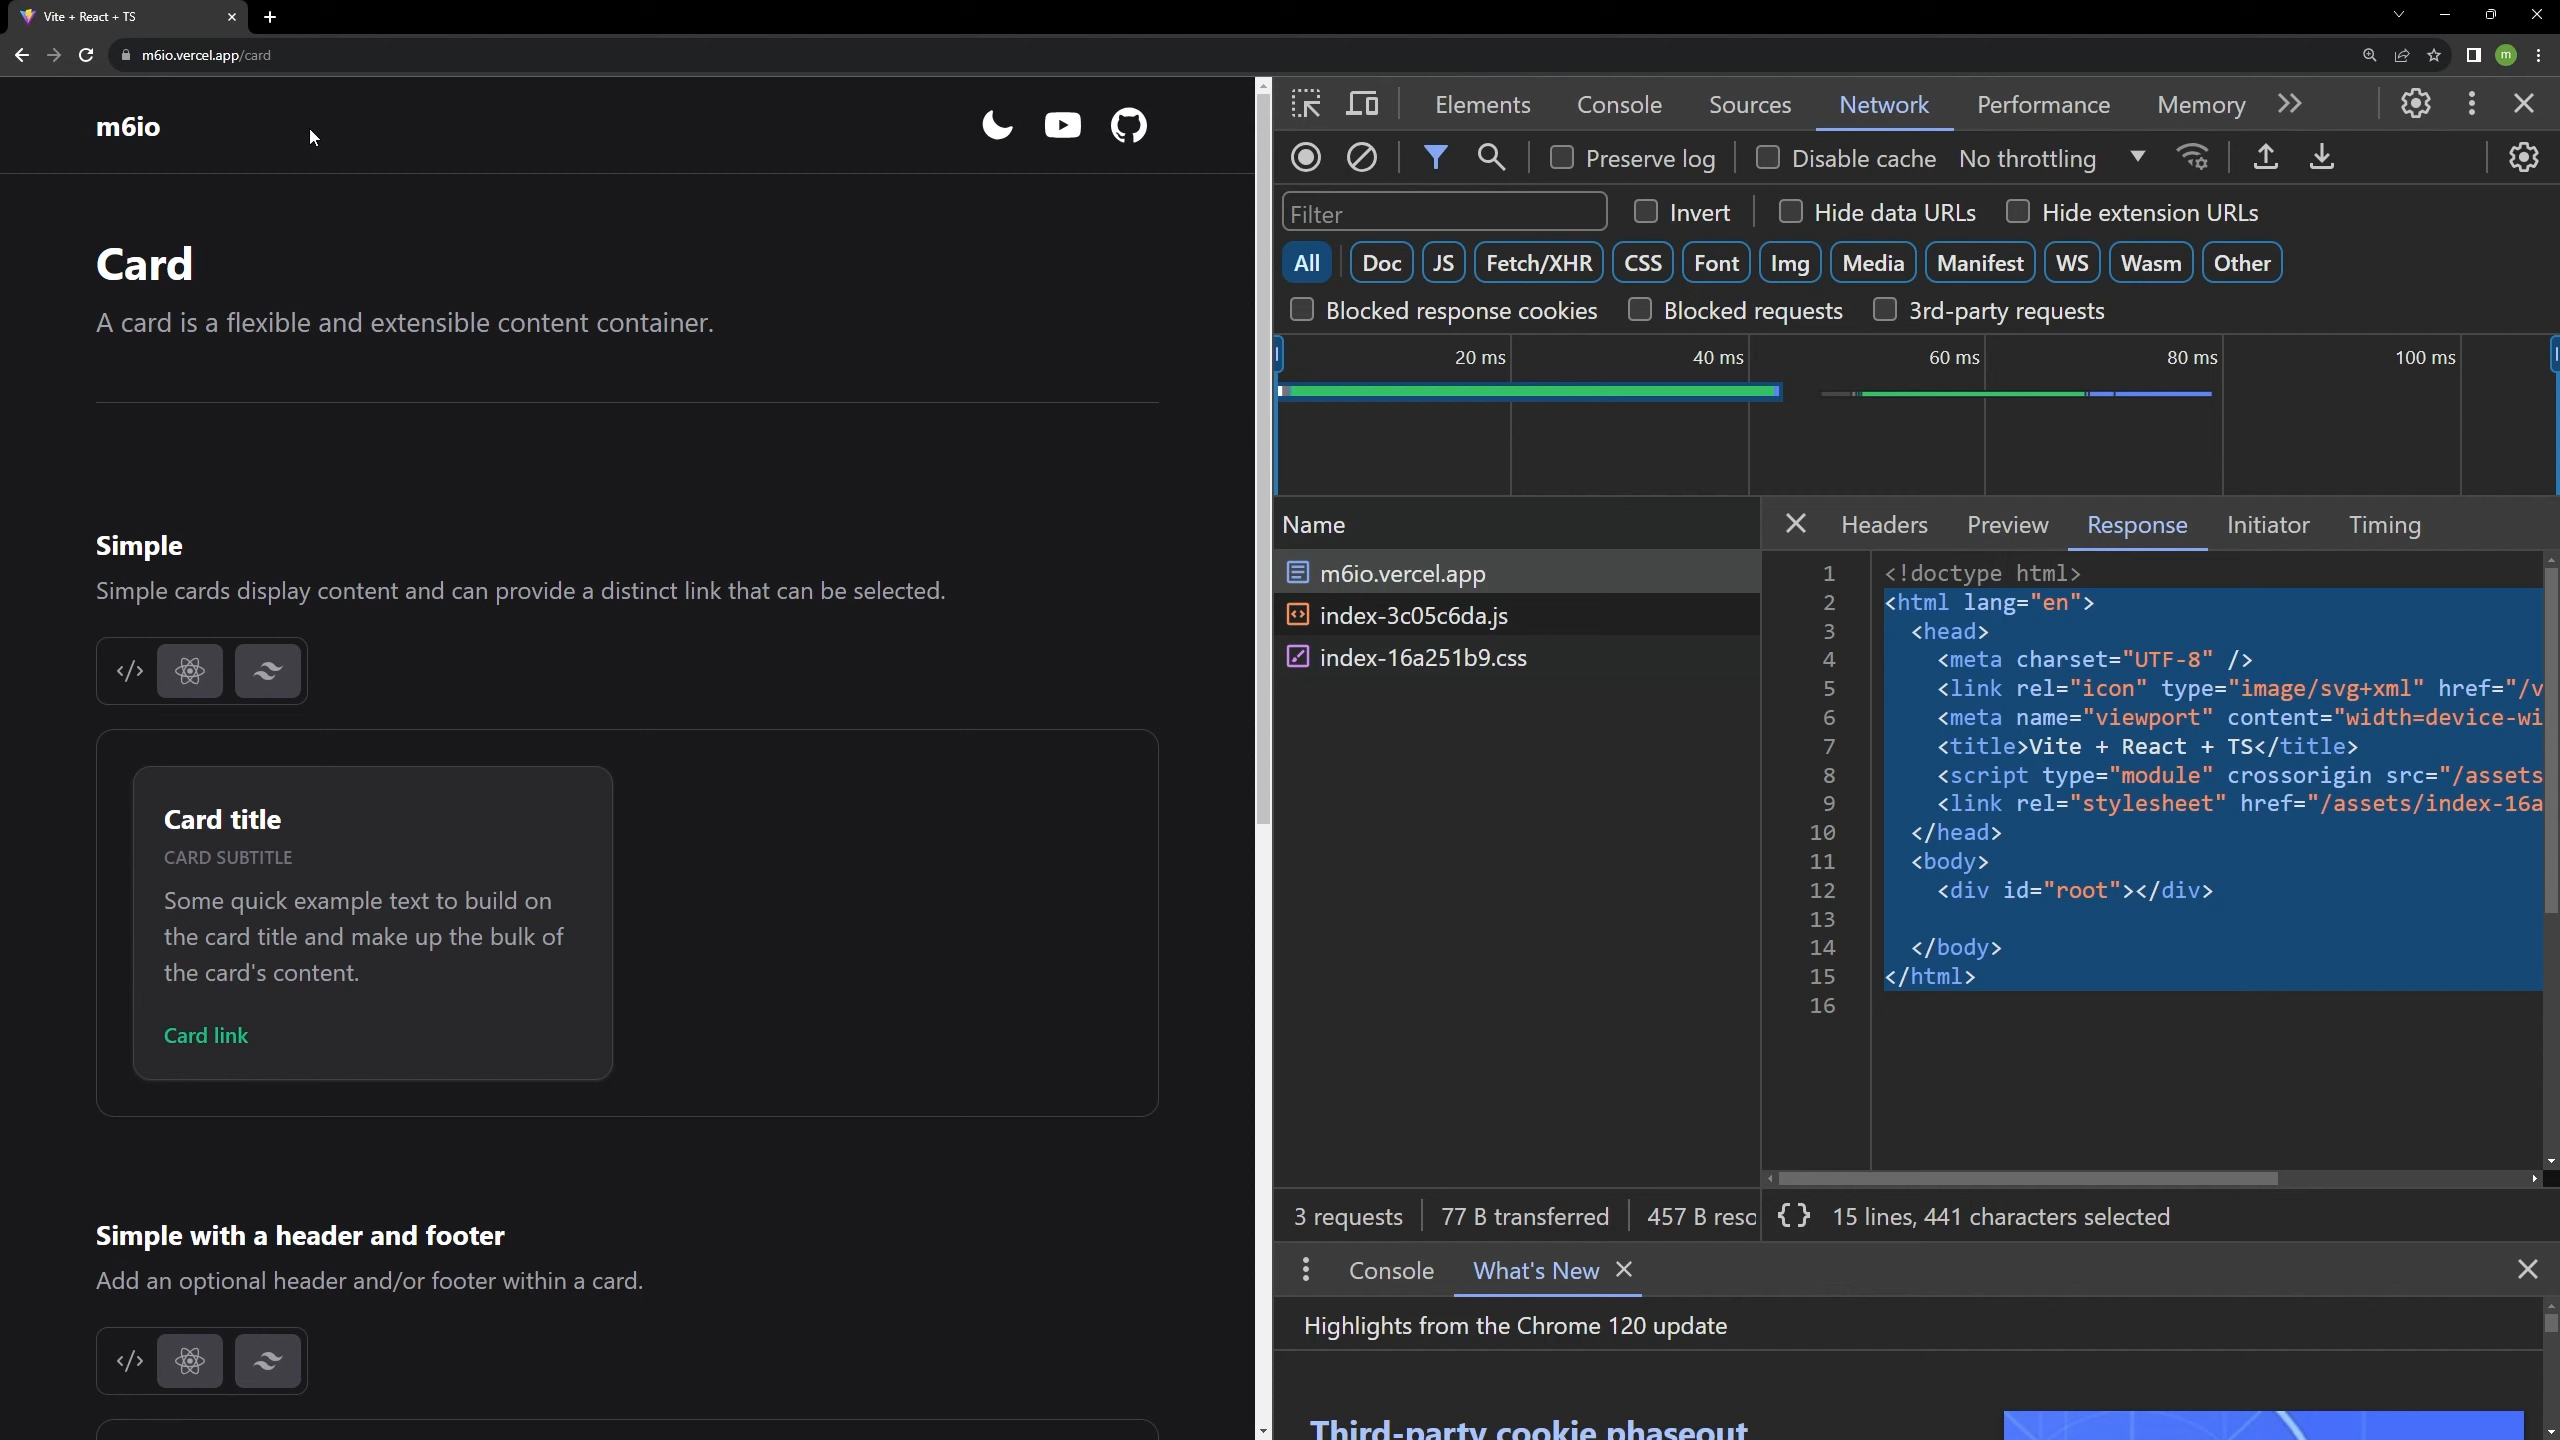 Vite + React + TS
m6io.vercel.app/card
m
m6io
Card
A card is a flexible and extensible content container.
Simple
Simple cards display content and can provide a distinct link that can be selected.
</>
Card title
CARD SUBTITLE
Some quick example text to build on
the card title and make up the bulk of
the card's content.
Card link
Simple with a header and footer
Add an optional header and/or footer within a card.
</>
Elements Console Sources Network Performance Memory
Preserve log Disable cache No throttling
Filter Invert Hide data URLs Hide extension URLs
All Doc JS Fetch/XHR CSS Font Img Media Manifest WS Wasm Other
Blocked response cookies Blocked requests 3rd-party requests
20 ms 40 ms 60 ms 80 ms 100 ms
Name
m6io.vercel.app
index-3c05c6da.js
index-16a251b9.css
Headers Preview Response Initiator Timing
1 <!doctype html>
2 <html lang="en">
3 <head>
4 <meta charset="UTF-8" />
5 <link rel="icon" type="image/svg+xml" href="/v
6 <meta name="viewport" content="width=device-wi
7 <title>Vite + React + TS</title>
8 <script type="module" crossorigin src="/assets
9 <link rel="stylesheet" href="/assets/index-16a
10 </head>
11 <body>
12 <div id="root"></div>
13
14 </body>
15 </html>
16
3 requests 77 B transferred 457 B reso
{} 15 lines, 441 characters selected
Console What's New
Highlights from the Chrome 120 update
Third-party cookie phaseout